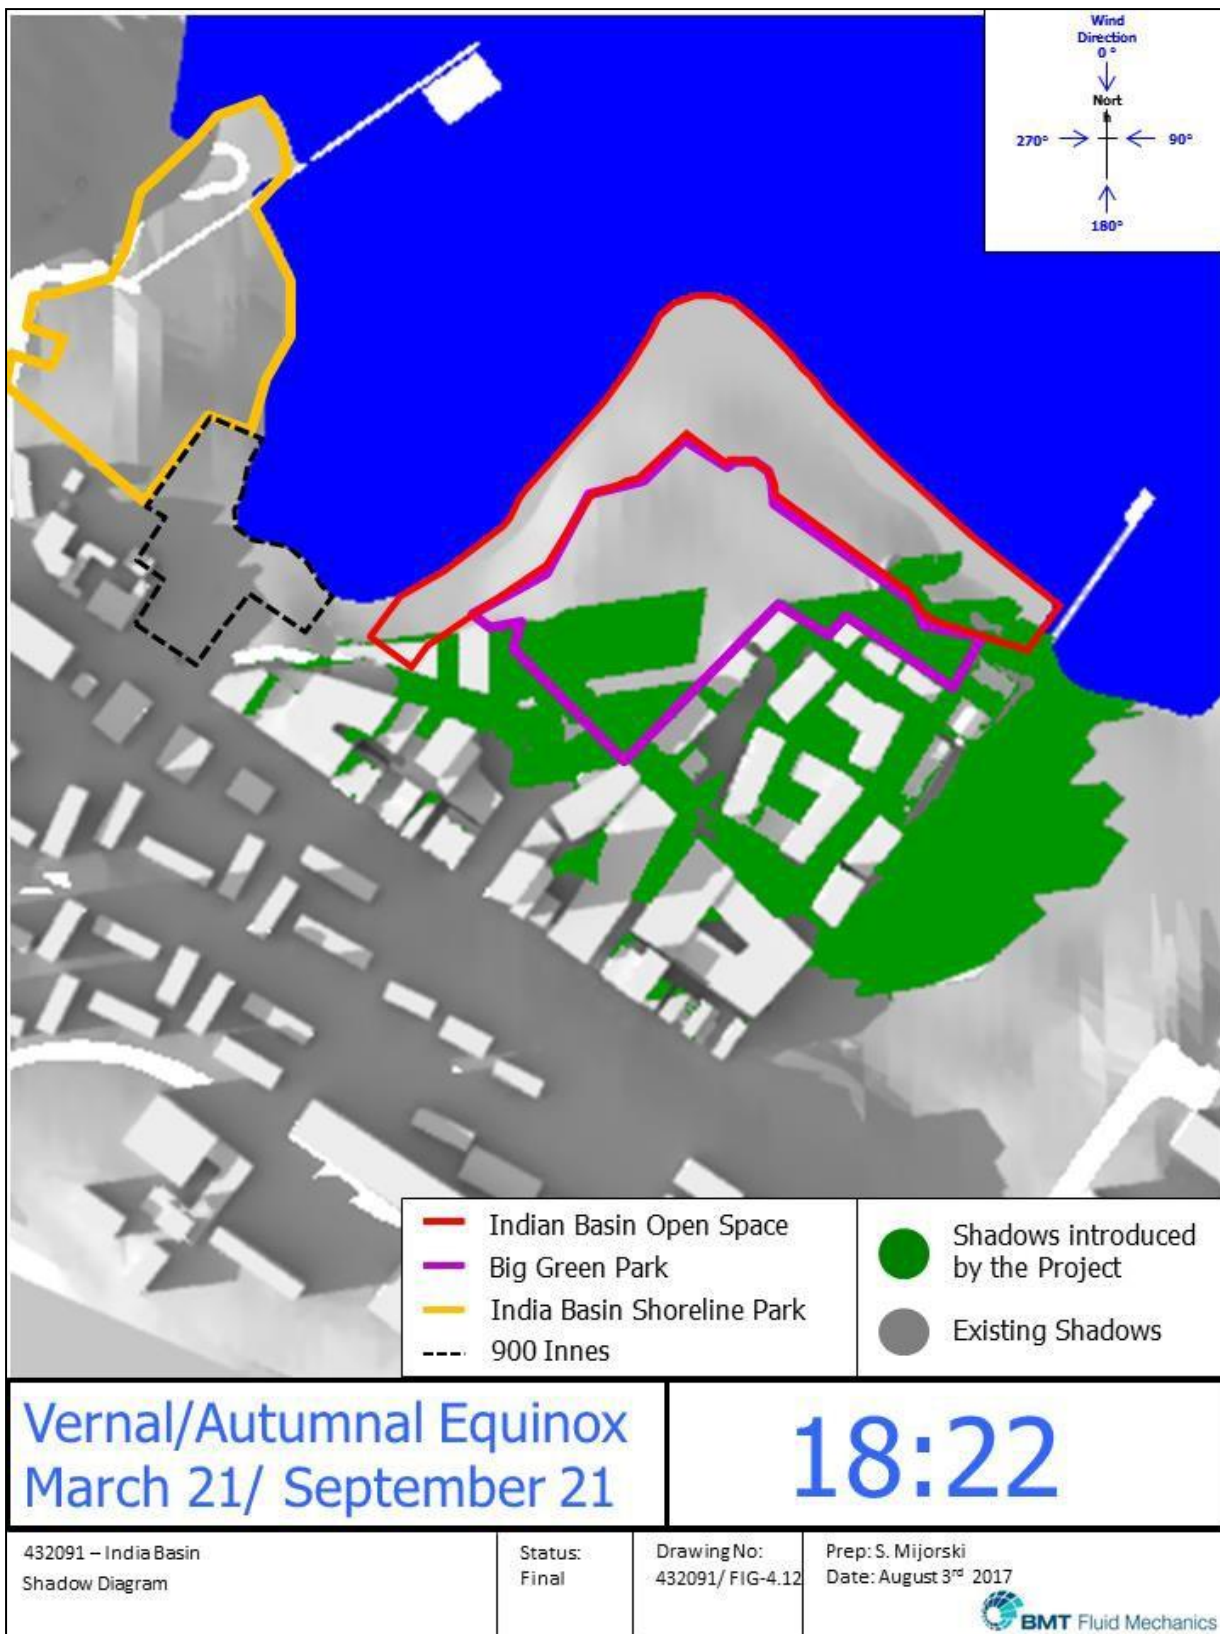 Wind
Direction
0 °
Nort
h
270°
90°
180°
Indian Basin Open Space
Big Green Park
India Basin Shoreline Park
900 Innes
Shadows introduced
by the Project
Existing Shadows
Vernal/Autumnal Equinox
March 21/ September 21
18:22
432091 – India Basin
Shadow Diagram
Status:
Final
Drawing No:
432091/ FIG-4.12
Prep: S. Mijorski
Date: August 3rd 2017
BMT Fluid Mechanics